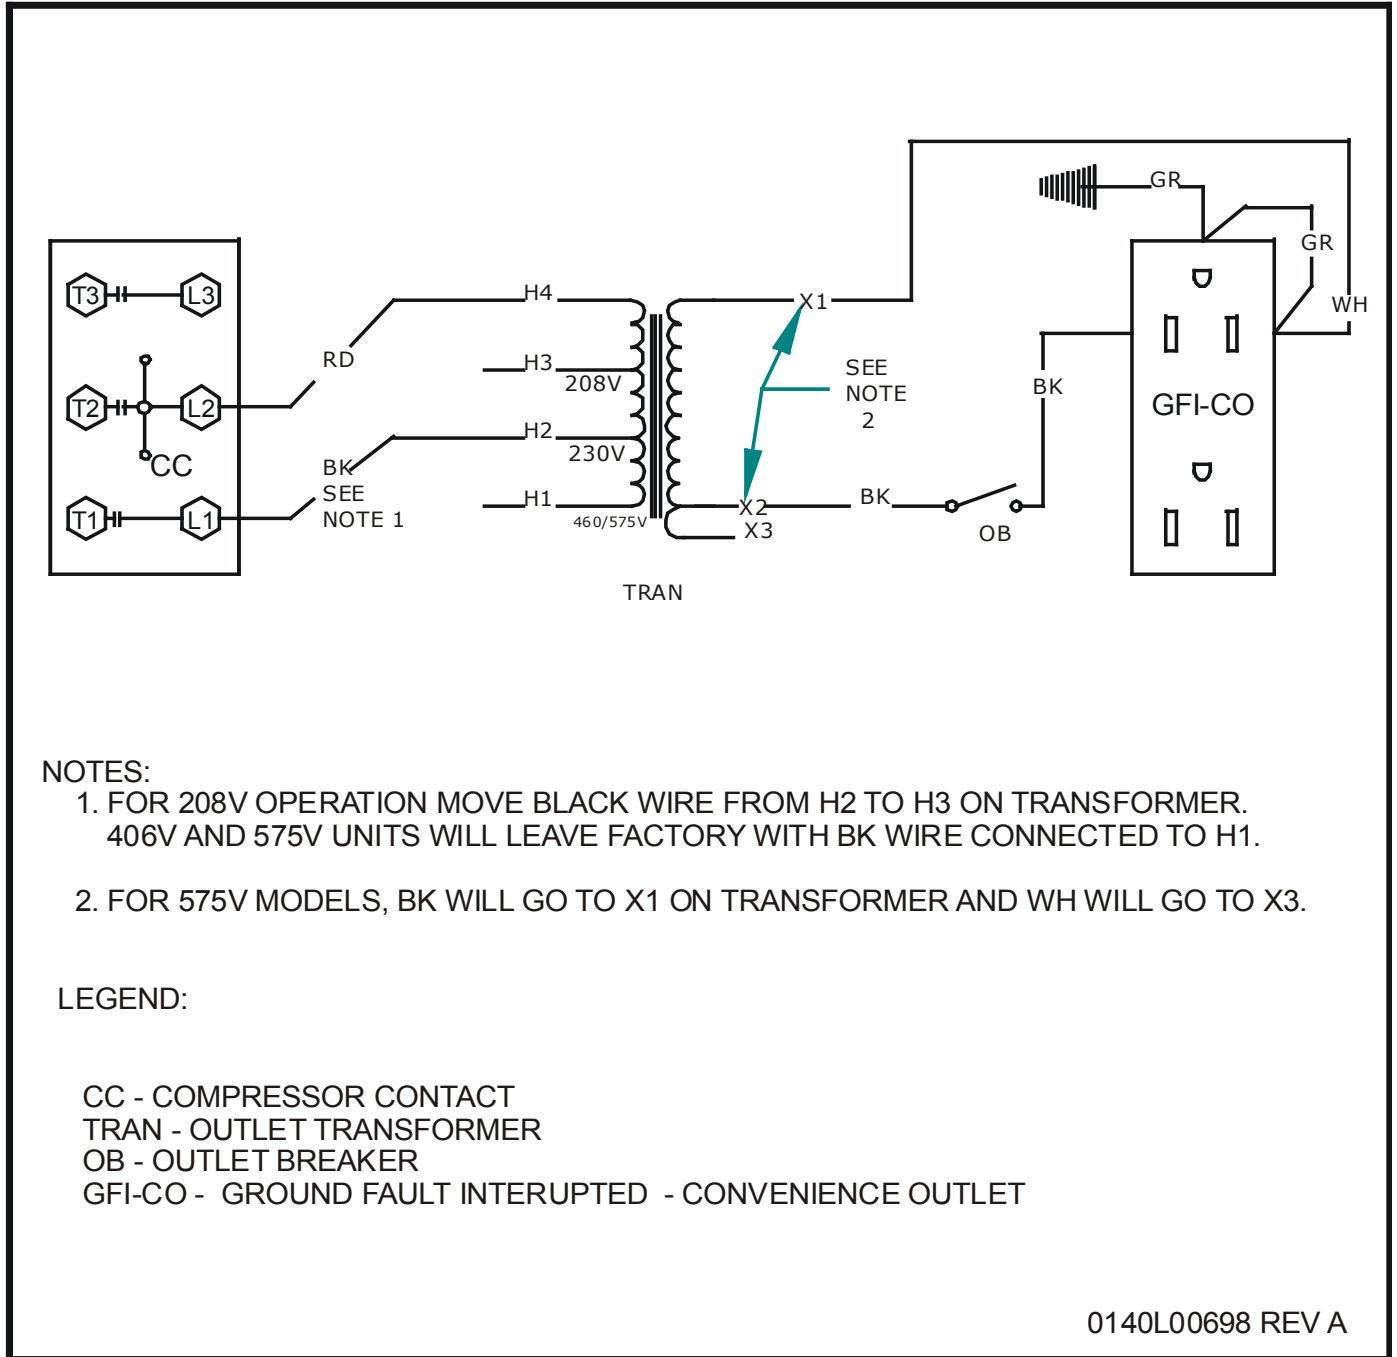 GR
GR
T3
L3
H4
X1
WH
RD
H3
208V
SEE
NOTE
2
BK
GFI-CO
T2
L2
CC
H2
230V
BK
SEE
NOTE 1
T1
L1
H1
460/575V
X2
X3
BK
OB
TRAN
NOTES:
1. FOR 208V OPERATION MOVE BLACK WIRE FROM H2 TO H3 ON TRANSFORMER.
406V AND 575V UNITS WILL LEAVE FACTORY WITH BK WIRE CONNECTED TO H1.
2. FOR 575V MODELS, BK WILL GO TO X1 ON TRANSFORMER AND WH WILL GO TO X3.
LEGEND:
CC - COMPRESSOR CONTACT
TRAN - OUTLET TRANSFORMER
OB - OUTLET BREAKER
GFI-CO - GROUND FAULT INTERUPTED - CONVENIENCE OUTLET
0140L00698 REV A